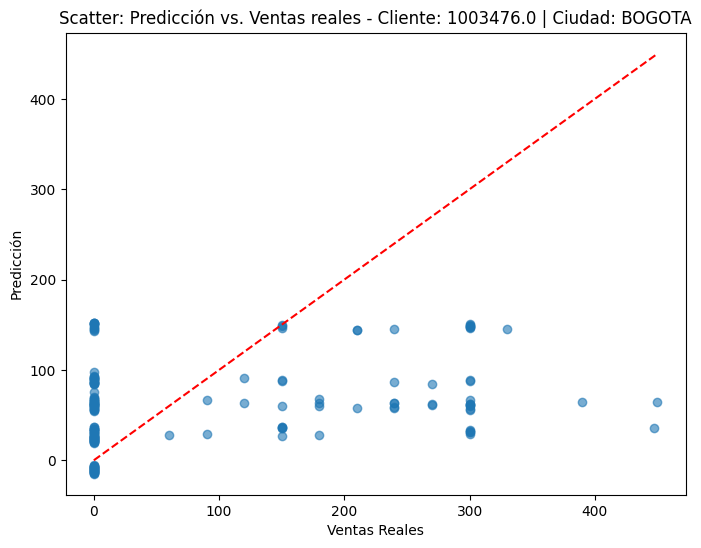 Scatter: Predicción vs. Ventas reales - Cliente: 1003476.0 | Ciudad: BOGOTA
400
300
200
100
0
Predicción
0 100 200 300 400
Ventas Reales